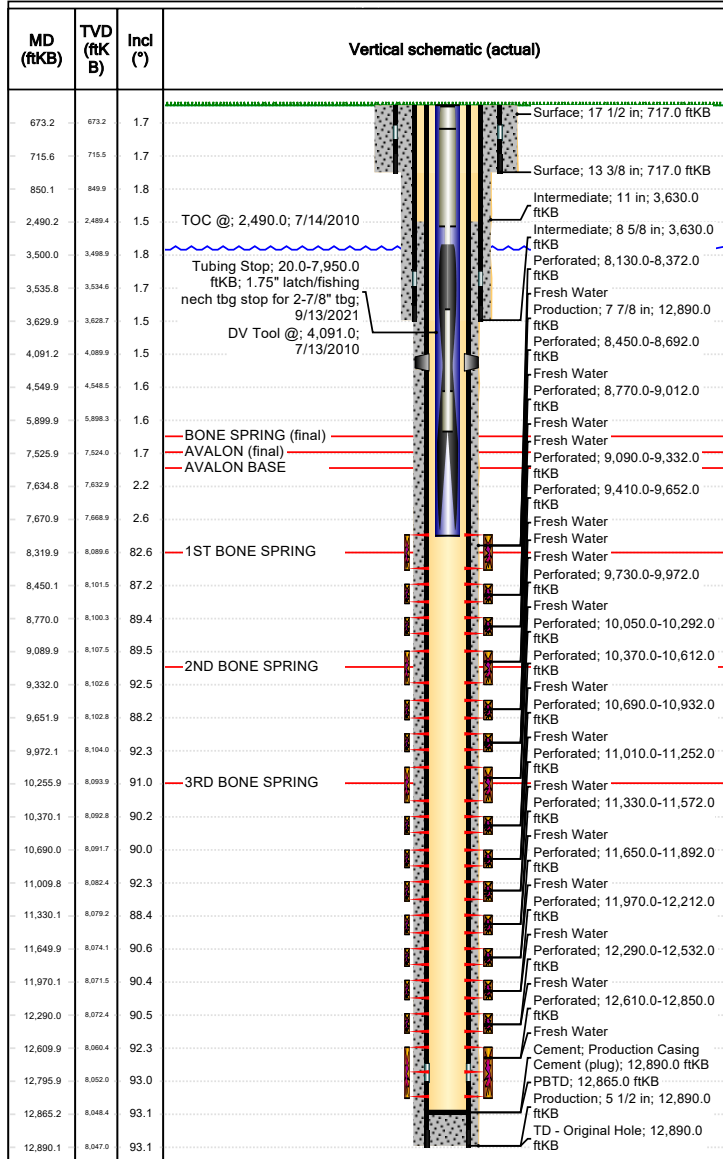 MD
(ftKB)
TVD
(ftK
B)
Incl
(°)
Vertical schematic (actual)
673.2 673.2 1.7
715.6 715.5 1.7
850.1 849.9 1.8
2,490.2 2,489.4 1.5
3,500.0 3,498.9 1.8
3,535.8 3,534.6 1.7
3,629.9 3,628.7 1.5
4,091.2 4,089.9 1.5
4,549.9 4,548.5 1.6
5,899.9 5,898.3 1.6
7,525.9 7,524.0 1.7
7,634.8 7,632.9 2.2
7,670.9 7,668.9 2.6
8,319.9 8,089.6 82.6
8,450.1 8,101.5 87.2
8,770.0 8,100.3 89.4
9,089.9 8,107.5 89.5
9,332.0 8,102.6 92.5
9,651.9 8,102.8 88.2
9,972.1 8,104.0 92.3
10,255.9 8,093.9 91.0
10,370.1 8,092.8 90.2
10,690.0 8,091.7 90.0
11,009.8 8,082.4 92.3
11,330.1 8,079.2 88.4
11,649.9 8,074.1 90.6
11,970.1 8,071.5 90.4
12,290.0 8,072.4 90.5
12,609.9 8,060.4 92.3
12,795.9 8,052.0 93.0
12,865.2 8,048.4 93.1
12,890.1 8,047.0 93.1
TOC @; 2,490.0; 7/14/2010
Tubing Stop; 20.0-7,950.0
ftKB; 1.75" latch/fishing
nech tbg stop for 2-7/8" tbg;
9/13/2021
DV Tool @; 4,091.0;
7/13/2010
BONE SPRING (final)
AVALON (final)
AVALON BASE
1ST BONE SPRING
2ND BONE SPRING
3RD BONE SPRING
Surface; 17 1/2 in; 717.0 ftKB
Surface; 13 3/8 in; 717.0 ftKB
Intermediate; 11 in; 3,630.0
ftKB
Intermediate; 8 5/8 in; 3,630.0
ftKB
Perforated; 8,130.0-8,372.0
ftKB
Fresh Water
Production; 7 7/8 in; 12,890.0
ftKB
Perforated; 8,450.0-8,692.0
ftKB
Fresh Water
Perforated; 8,770.0-9,012.0
ftKB
Fresh Water
Fresh Water
Perforated; 9,090.0-9,332.0
ftKB
Perforated; 9,410.0-9,652.0
ftKB
Fresh Water
Fresh Water
Fresh Water
Perforated; 9,730.0-9,972.0
ftKB
Fresh Water
Perforated; 10,050.0-10,292.0
ftKB
Perforated; 10,370.0-10,612.0
ftKB
Fresh Water
Perforated; 10,690.0-10,932.0
ftKB
Fresh Water
Perforated; 11,010.0-11,252.0
ftKB
Fresh Water
Perforated; 11,330.0-11,572.0
ftKB
Fresh Water
Perforated; 11,650.0-11,892.0
ftKB
Fresh Water
Perforated; 11,970.0-12,212.0
ftKB
Fresh Water
Perforated; 12,290.0-12,532.0
ftKB
Fresh Water
Perforated; 12,610.0-12,850.0
ftKB
Fresh Water
Cement; Production Casing
Cement (plug); 12,890.0 ftKB
PBTD; 12,865.0 ftKB
Production; 5 1/2 in; 12,890.0
ftKB
TD - Original Hole; 12,890.0
ftKB